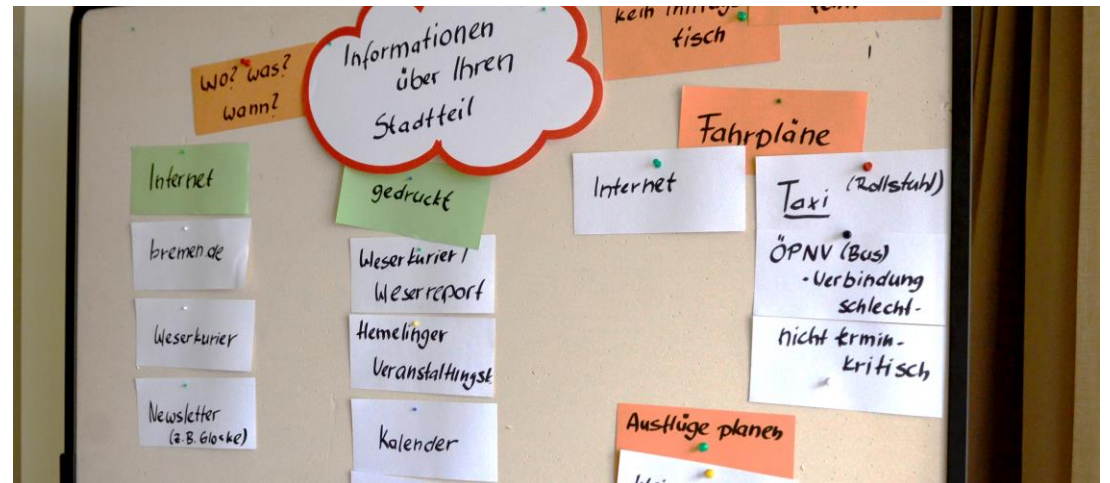 Wo? was?
wann?
Informationen
über Ihren
Stadtteil
Internet
bremen.de
Weserkurier
Newsletter
(z.B. Glocke)
gedruckt
Weserkurier /
Weserreport
Hemelinger
Veranstaltungsk.
Kalender
kein
tisch
Fahrpläne
Internet
Taxi (Rollstuhl)
ÖPNV (Bus)
- Verbindung
schlecht -
nicht termin-
kritisch
Ausflüge planen